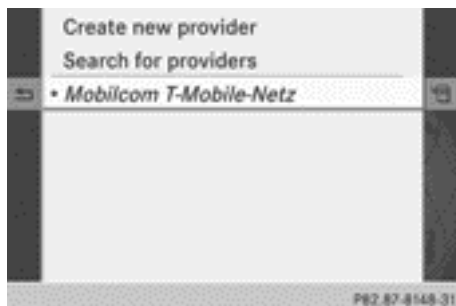 Create new provider
Search for providers
• Mobilcom T-Mobile-Netz
P82.87-8148-31